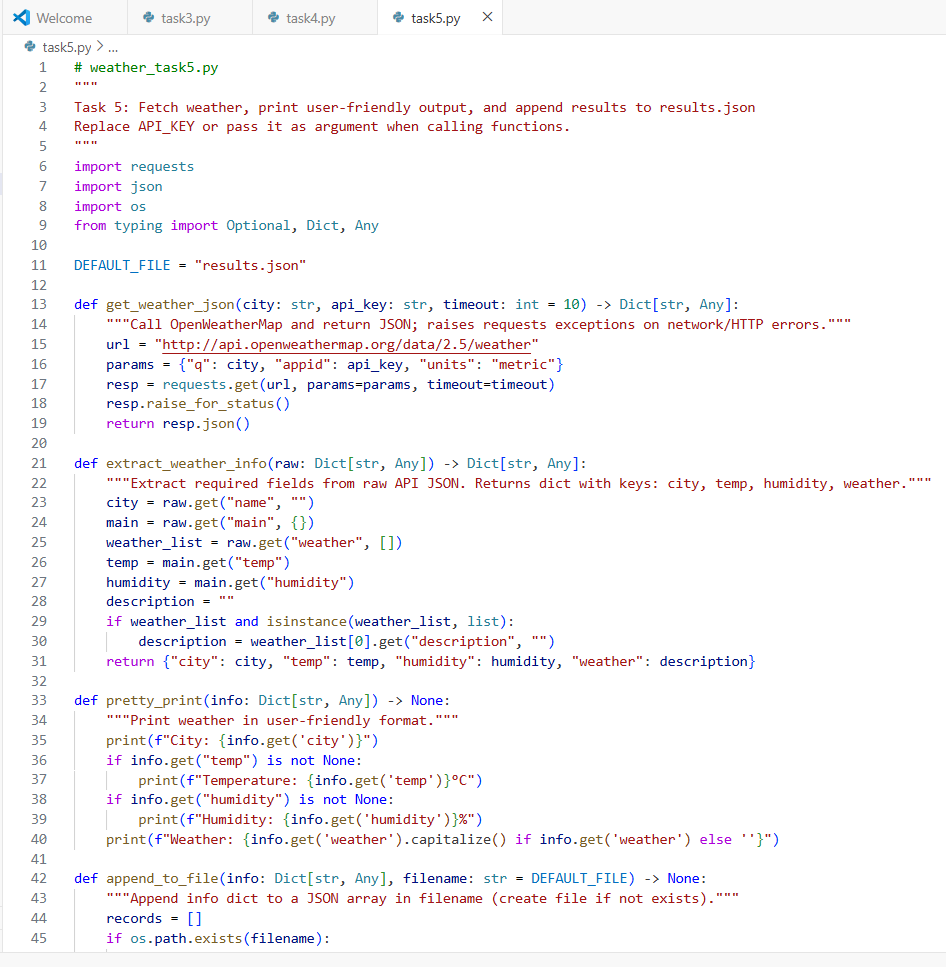 Welcome
task3.py
task4.py
task5.py
task5.py > ...
1 # weather_task5.py
2 """
3 Task 5: Fetch weather, print user-friendly output, and append results to results.json
4 Replace API_KEY or pass it as argument when calling functions.
5 """
6 import requests
7 import json
8 import os
9 from typing import Optional, Dict, Any
10
11 DEFAULT_FILE = "results.json"
12
13 def get_weather_json(city: str, api_key: str, timeout: int = 10) -> Dict[str, Any]:
14     """Call OpenWeatherMap and return JSON; raises requests exceptions on network/HTTP errors."""
15     url = "http://api.openweathermap.org/data/2.5/weather"
16     params = {"q": city, "appid": api_key, "units": "metric"}
17     resp = requests.get(url, params=params, timeout=timeout)
18     resp.raise_for_status()
19     return resp.json()
20
21 def extract_weather_info(raw: Dict[str, Any]) -> Dict[str, Any]:
22     """Extract required fields from raw API JSON. Returns dict with keys: city, temp, humidity, weather."""
23     city = raw.get("name", "")
24     main = raw.get("main", {})
25     weather_list = raw.get("weather", [])
26     temp = main.get("temp")
27     humidity = main.get("humidity")
28     description = ""
29     if weather_list and isinstance(weather_list, list):
30         description = weather_list[0].get("description", "")
31     return {"city": city, "temp": temp, "humidity": humidity, "weather": description}
32
33 def pretty_print(info: Dict[str, Any]) -> None:
34     """Print weather in user-friendly format."""
35     print(f"City: {info.get('city')}")
36     if info.get("temp") is not None:
37         print(f"Temperature: {info.get('temp')}°C")
38     if info.get("humidity") is not None:
39         print(f"Humidity: {info.get('humidity')}%")
40     print(f"Weather: {info.get('weather').capitalize() if info.get('weather') else ''}")
41
42 def append_to_file(info: Dict[str, Any], filename: str = DEFAULT_FILE) -> None:
43     """Append info dict to a JSON array in filename (create file if not exists)."""
44     records = []
45     if os.path.exists(filename):